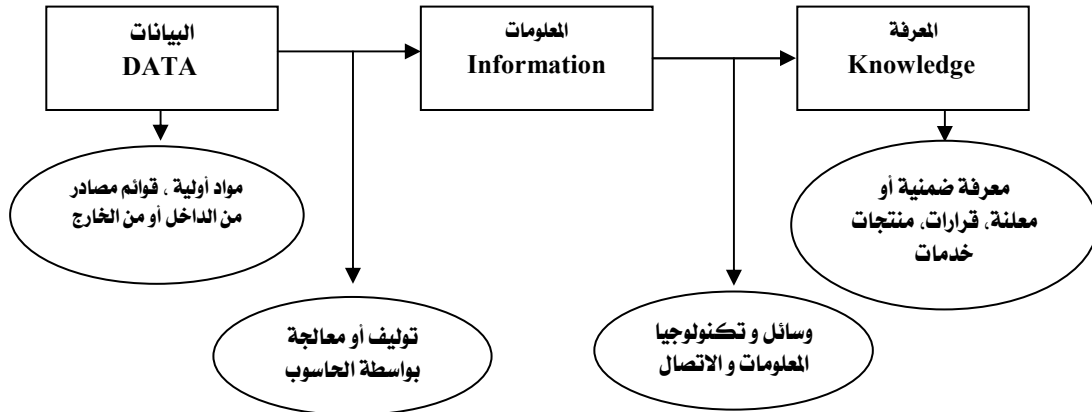 البيانات
DATA
المعلومات
Information
المعرفة
Knowledge
مواد أولية ، قوائم مصادر
من الداخل أو من الخارج
توليف أو معالجة
بواسطة الحاسوب
وسائل و تكنولوجيا
المعلومات و الاتصال
معرفة ضمنية أو
معلنة، قرارات، منتجات
خدمات